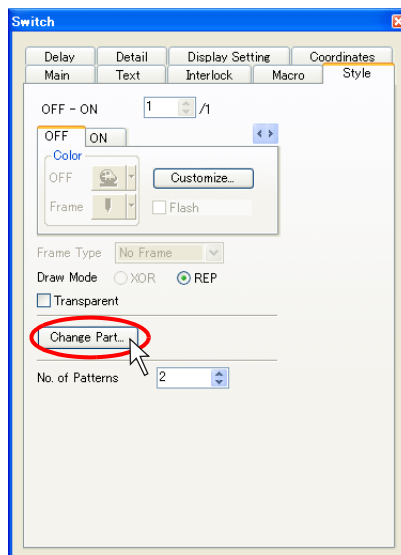 Switch
Delay Detail Display Setting Coordinates
Main Text Interlock Macro Style
OFF - ON 1 /1
OFF ON
Color
OFF Customize...
Frame Flash
Frame Type No Frame
Draw Mode XOR REP
Transparent
Change Part...
No. of Patterns 2